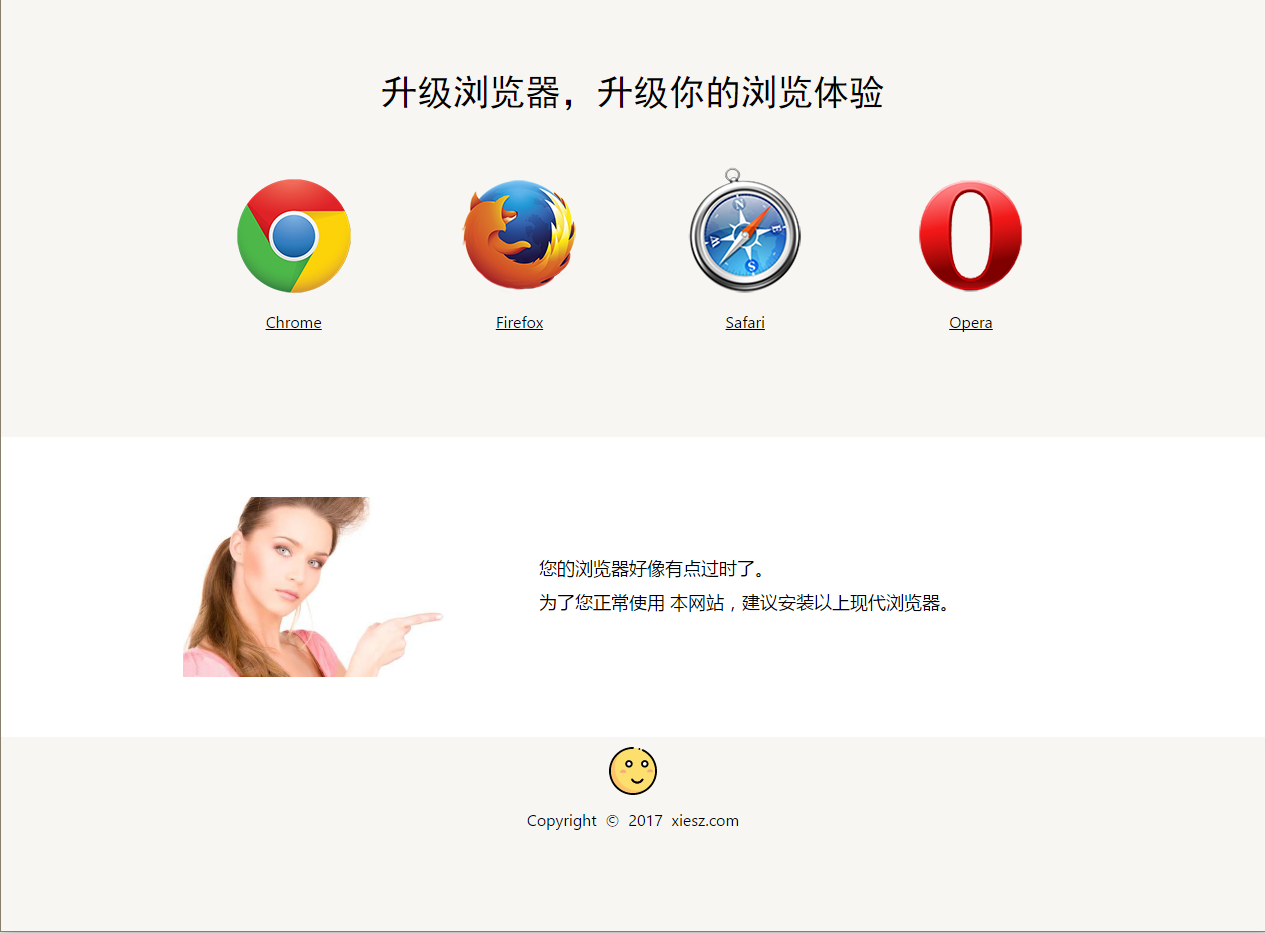 升级浏览器，升级你的浏览体验
Chrome
Firefox
Safari
Opera
您的浏览器好像有点过时了。
为了您正常使用 本网站，建议安装以上现代浏览器。
Copyright © 2017 xiesz.com